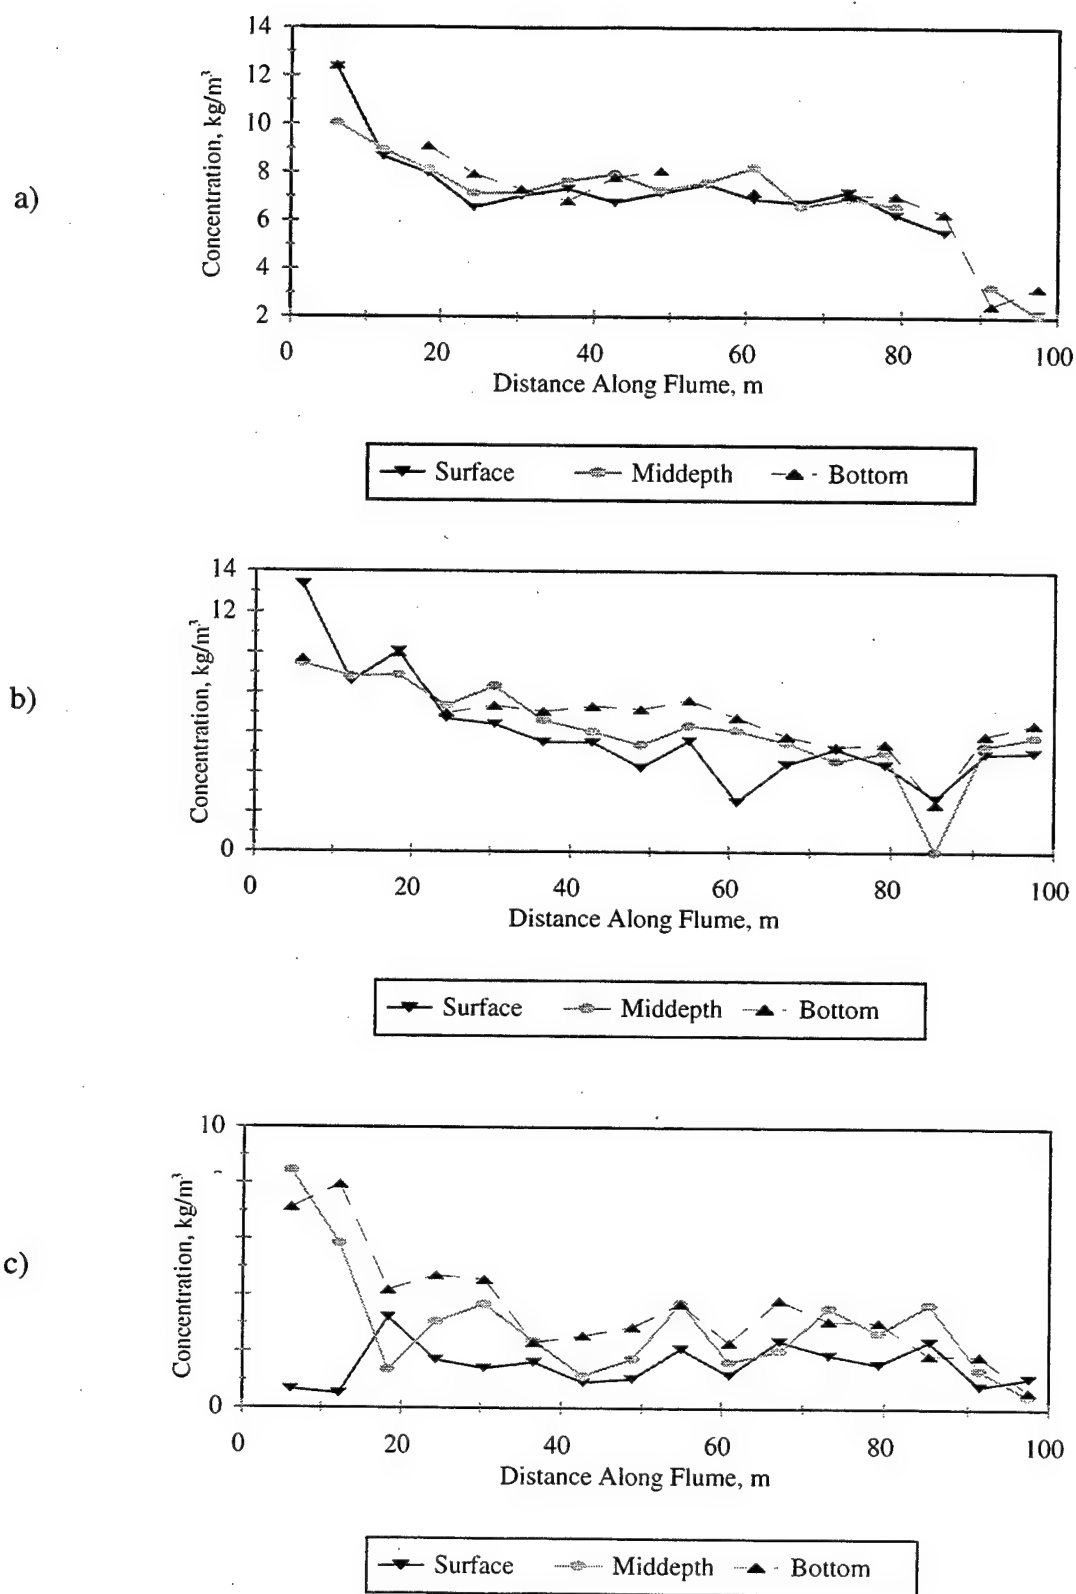 a)
Concentration, kg/m³
14
12
10
8
6
4
2
0 20 40 60 80 100
Distance Along Flume, m
Surface Middepth Bottom
b)
Concentration, kg/m³
14
12
0
0 20 40 60 80 100
Distance Along Flume, m
Surface Middepth Bottom
c)
Concentration, kg/m³
10
0
0 20 40 60 80 100
Distance Along Flume, m
Surface Middepth Bottom